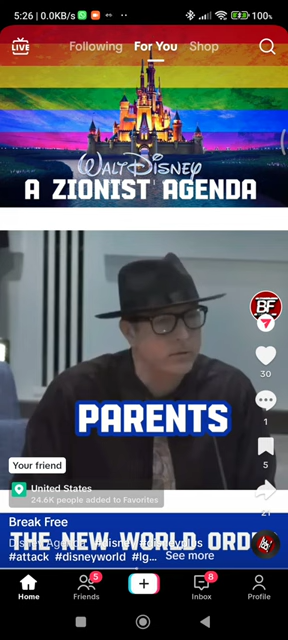 5:26 | 0.0KB/s
100%
LIVE
Following For You Shop
WALT DISNEY
A ZIONIST AGENDA
BF
30
PARENTS
1
Your friend
5
United States
24.6K people added to Favorites
21
Break Free
THE NEW WORLD ORD
#attack #disneyworld #lg... See more
5
8
Home Friends Inbox Profile